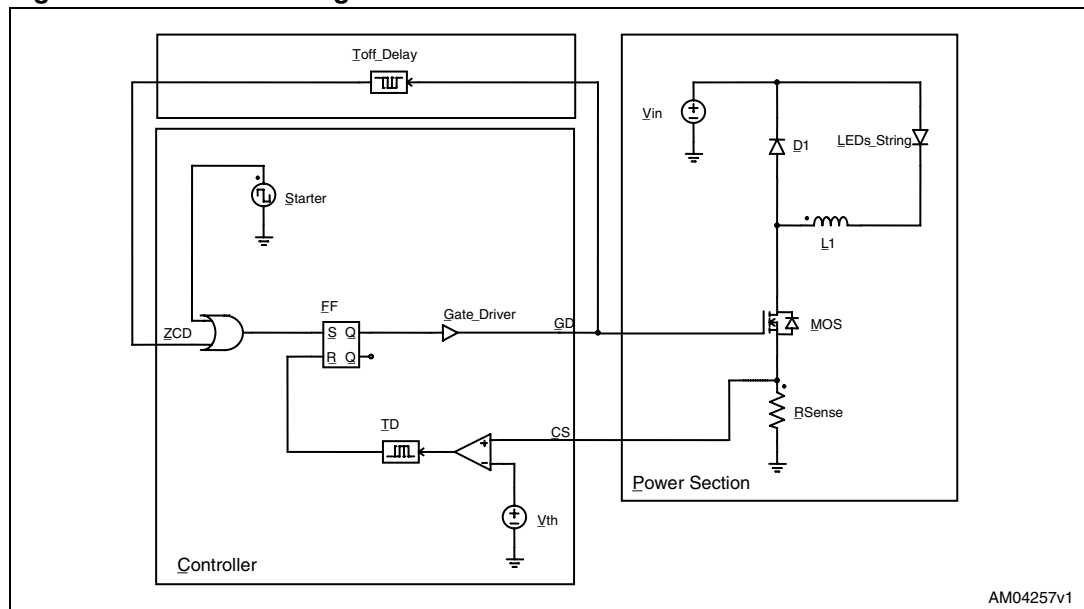 Toff_Delay
Vin
D1
LEDs_String
Starter
L1
FF
Gate_Driver
GD
ZCD
S Q
R Q
MOS
TD
CS
RSense
Vth
Power Section
Controller
AM04257v1